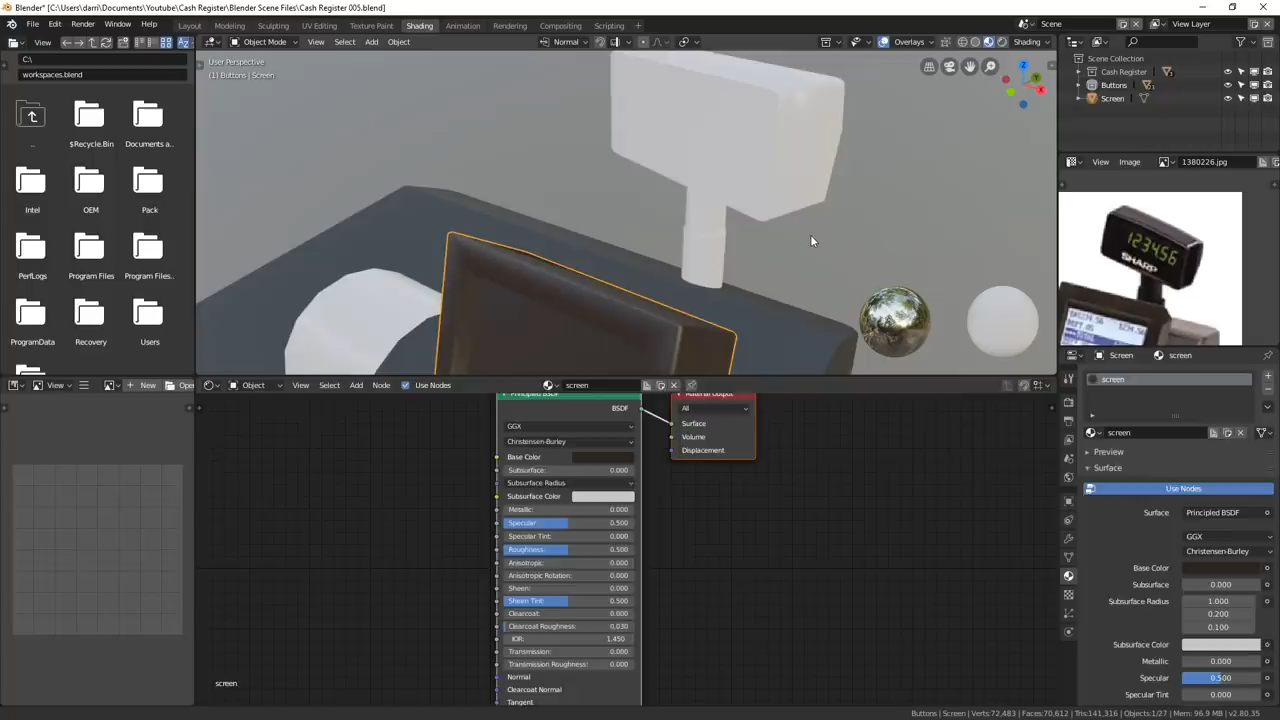 Blender* [C:\Users\darri\Documents\Youtube\Cash Register\Blender Scene Files\Cash Register 005.blend]
File Edit Render Window Help Layout Modeling Sculpting UV Editing Texture Paint Shading Animation Rendering Compositing Scripting Scene View Layer
View Object Mode View Select Add Object Normal Overlays Shading
C:\
workspaces.blend
.. $Recycle.Bin Documents a..
Intel OEM Pack
PerfLogs Program Files Program Files..
ProgramData Recovery Users
User Perspective
(1) Buttons | Screen
Z
Y
X
Scene Collection
Cash Register
Buttons
Screen
View Image 1380226.jpg
123456
SHARP
View New Open
Object View Select Add Node Use Nodes screen
Principled BSDF
BSDF
GGX
Christensen-Burley
Base Color
Subsurface: 0.000
Subsurface Radius
Subsurface Color
Metallic: 0.000
Specular 0.500
Specular Tint: 0.000
Roughness: 0.500
Anisotropic: 0.000
Anisotropic Rotation: 0.000
Sheen: 0.000
Sheen Tint: 0.500
Clearcoat: 0.000
Clearcoat Roughness: 0.030
IOR: 1.450
Transmission: 0.000
Transmission Roughness: 0.000
Normal
Clearcoat Normal
Tangent
Material Output
All
Surface
Volume
Displacement
screen
Screen screen
screen
screen
Preview
Surface
Use Nodes
Surface Principled BSDF
GGX
Christensen-Burley
Base Color
Subsurface 0.000
Subsurface Radius 1.000
0.200
0.100
Subsurface Color
Metallic 0.000
Specular 0.500
Specular Tint 0.000
Buttons | Screen | Verts:72,483 | Faces:70,612 | Tris:141,316 | Objects:1/27 | Mem: 96.9 MB | v2.80.35